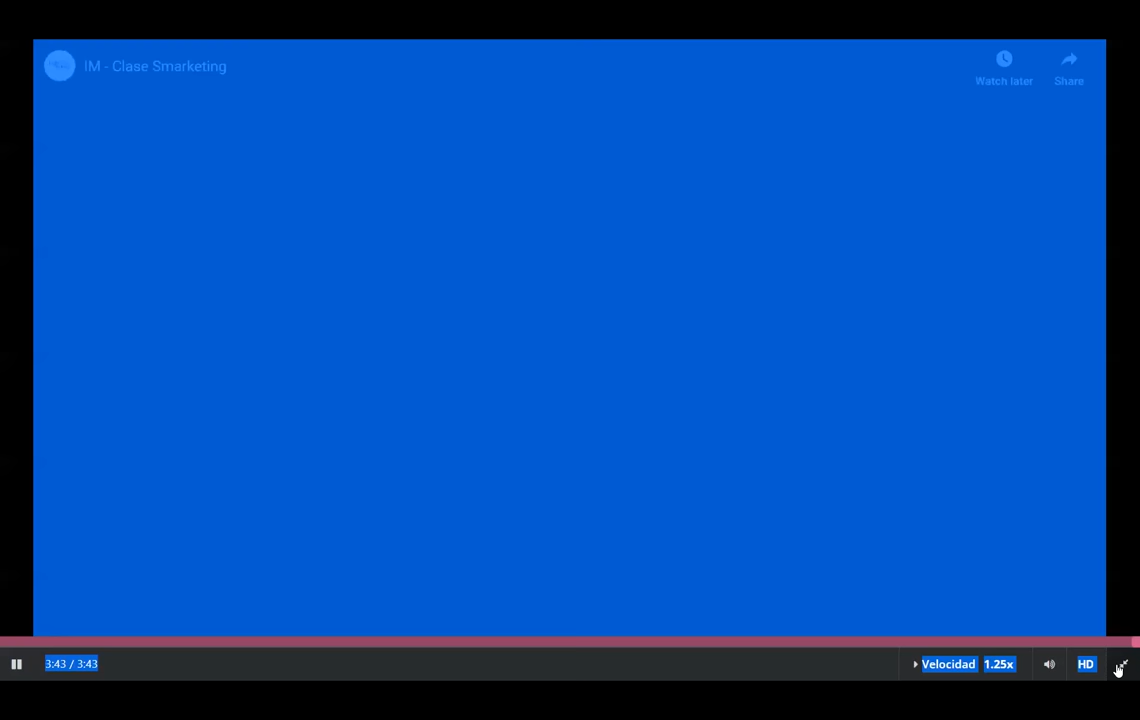 IM - Clase Smarketing
Watch later
Share
3:43 / 3:43
Velocidad 1.25x
HD